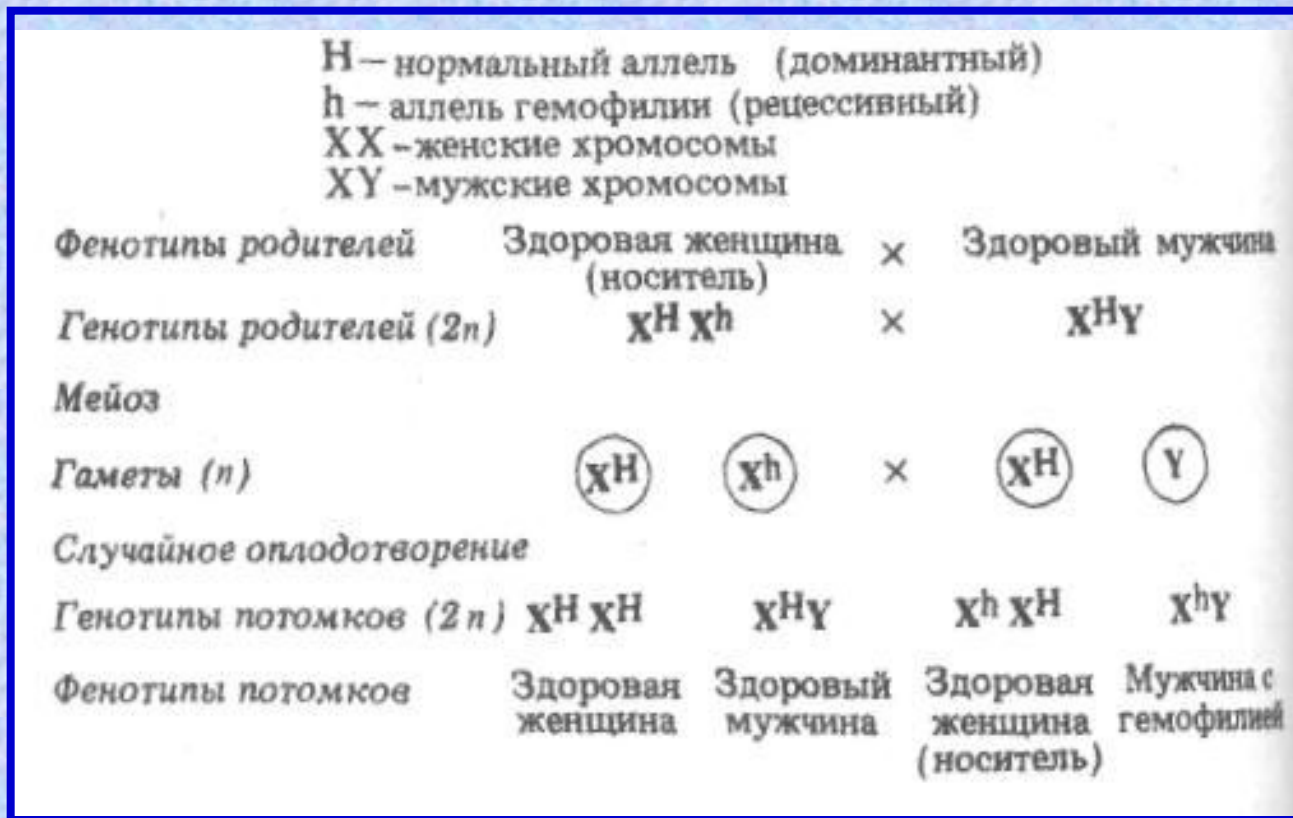 H – нормальный аллель (доминантный)
h – аллель гемофилии (рецессивный)
XX – женские хромосомы
XY – мужские хромосомы
Фенотипы родителей Здоровая женщина (носитель) × Здоровый мужчина
Генотипы родителей (2n) X^H X^h × X^H Y
Мейоз
Гаметы (n) X^H X^h × X^H Y
Случайное оплодотворение
Генотипы потомков (2n) X^H X^H X^H Y X^h X^H X^h Y
Фенотипы потомков Здоровая женщина Здоровый мужчина Здоровая женщина (носитель) Мужчина с гемофилией